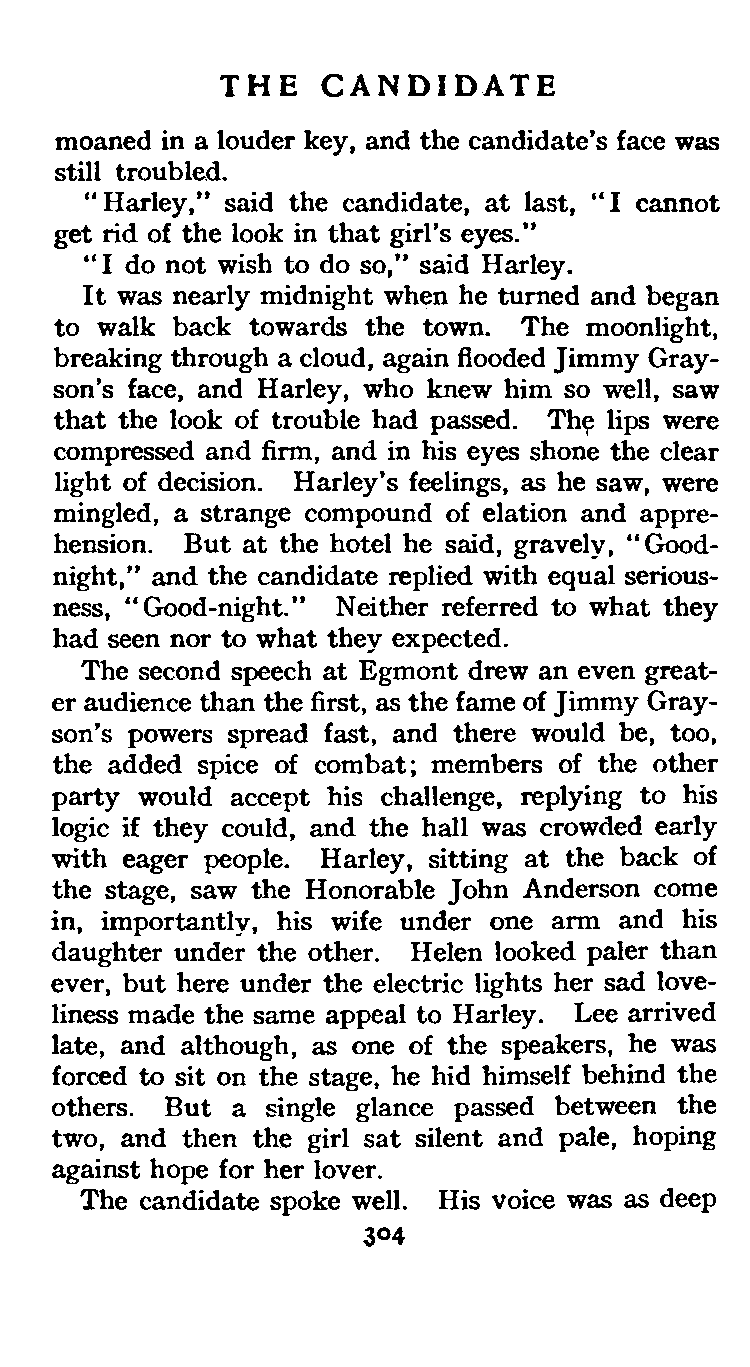 THE CANDIDATE
moaned in a louder key, and the candidate's face was
still troubled.
"Harley," said the candidate, at last, "I cannot
get rid of the look in that girl's eyes."
"I do not wish to do so," said Harley.
It was nearly midnight when he turned and began
to walk back towards the town. The moonlight,
breaking through a cloud, again flooded Jimmy Gray-
son's face, and Harley, who knew him so well, saw
that the look of trouble had passed. The lips were
compressed and firm, and in his eyes shone the clear
light of decision. Harley's feelings, as he saw, were
mingled, a strange compound of elation and appre-
hension. But at the hotel he said, gravely, "Good-
night," and the candidate replied with equal serious-
ness, "Good-night." Neither referred to what they
had seen nor to what they expected.
The second speech at Egmont drew an even great-
er audience than the first, as the fame of Jimmy Gray-
son's powers spread fast, and there would be, too,
the added spice of combat; members of the other
party would accept his challenge, replying to his
logic if they could, and the hall was crowded early
with eager people. Harley, sitting at the back of
the stage, saw the Honorable John Anderson come
in, importantly, his wife under one arm and his
daughter under the other. Helen looked paler than
ever, but here under the electric lights her sad love-
liness made the same appeal to Harley. Lee arrived
late, and although, as one of the speakers, he was
forced to sit on the stage, he hid himself behind the
others. But a single glance passed between the
two, and then the girl sat silent and pale, hoping
against hope for her lover.
The candidate spoke well. His voice was as deep
304